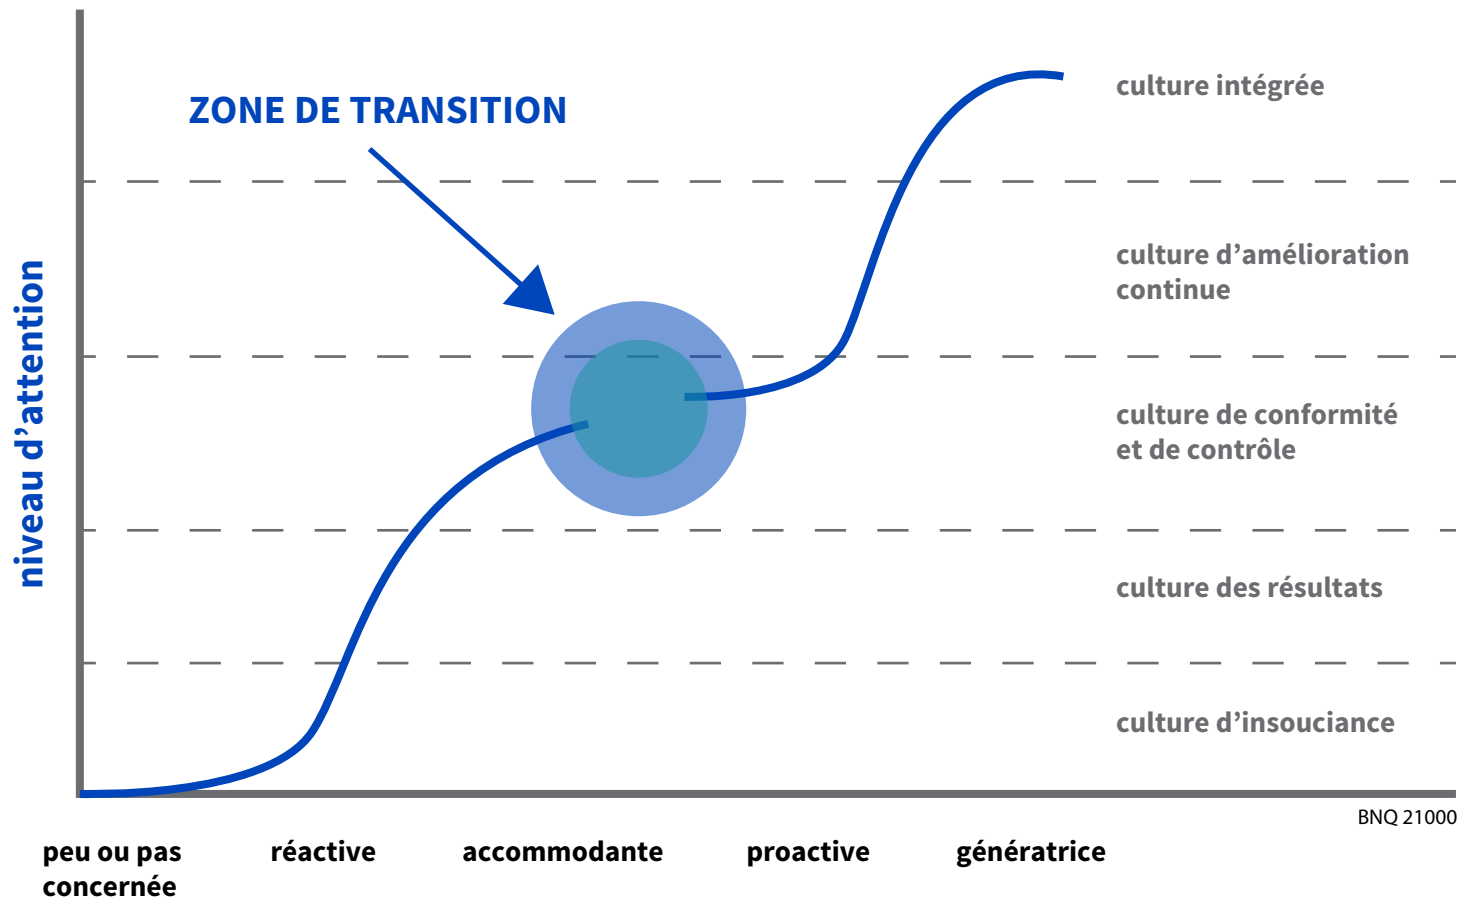 culture intégrée
ZONE DE TRANSITION
culture d’amélioration
continue
niveau d’attention
culture de conformité
et de contrôle
culture des résultats
culture d’insouciance
BNQ 21000
peu ou pas
concernée
réactive
accommodante
proactive
génératrice